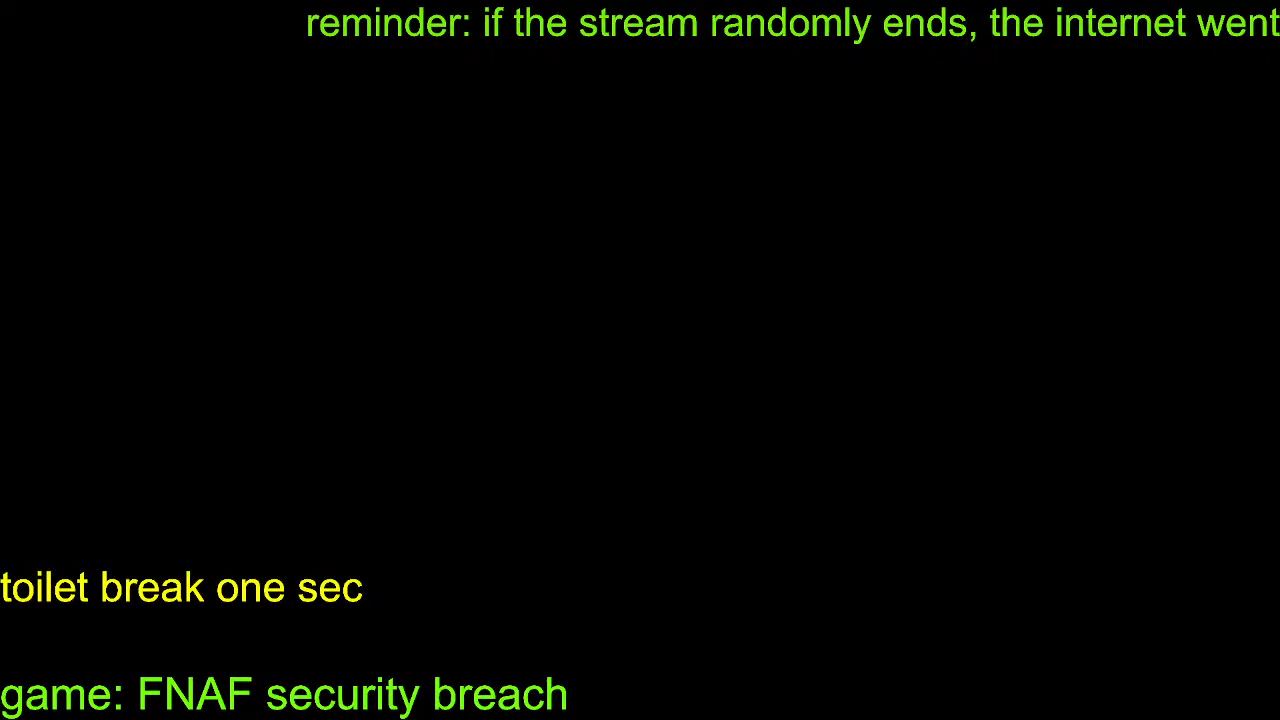 reminder: if the stream randomly ends, the internet went
toilet break one sec
game: FNAF security breach